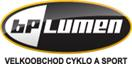 bP LUMEN
VELKOOBCHOD CYKLO A SPORT